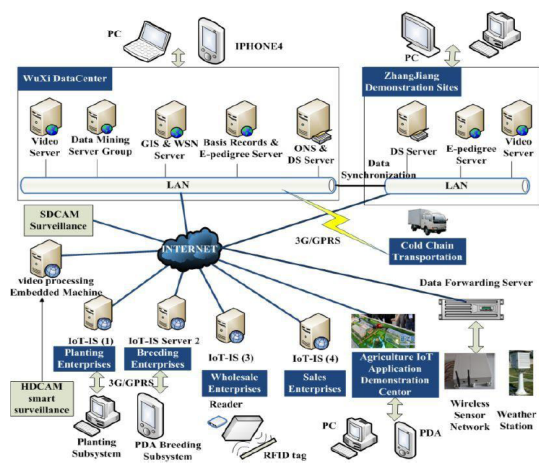 PC
IPHONE4
PC
WuXi DataCenter
ZhangJiang
Demonstration Sites
Video
Server
Data Mining
Server Group
GIS & WSN
Server
Basis Records &
E-pedigree Server
ONS &
DS Server
DS Server
E-pedigree
Server
Video
Server
Data
Synchronization
LAN
LAN
SDCAM
Surveillance
INTERNET
3G/GPRS
Cold Chain
Transportation
video processing
Embedded Machine
Data Forwarding Server
IoT-IS (1)
Planting
Enterprises
IoT-IS Server 2
Breeding
Enterprises
IoT-IS (3)
Wholesale
Enterprises
IoT-IS (4)
Sales
Enterprises
Agriculture IoT
Application
Demonstration
Centor
HDCAM
smart
surveillance
3G/GPRS
Reader
Wireless
Sensor
Network
Weather
Station
Planting
Subsystem
PDA Breeding
Subsystem
RFID tag
PC
PDA